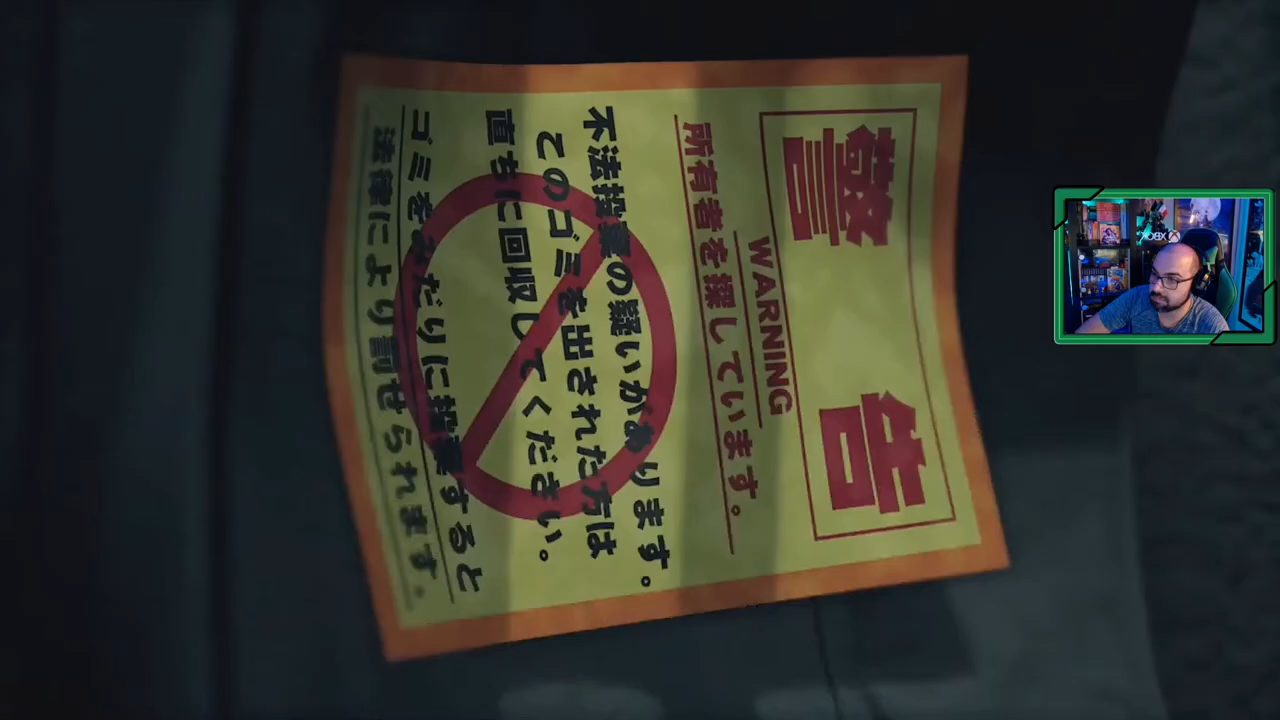 警告
WARNING
所有者を探しています。
不法投棄の疑いがあります。
このゴミを出された方は
直ちに回収してください。
ゴミをみだりに投棄すると
法律により罰せられます。
XBOX